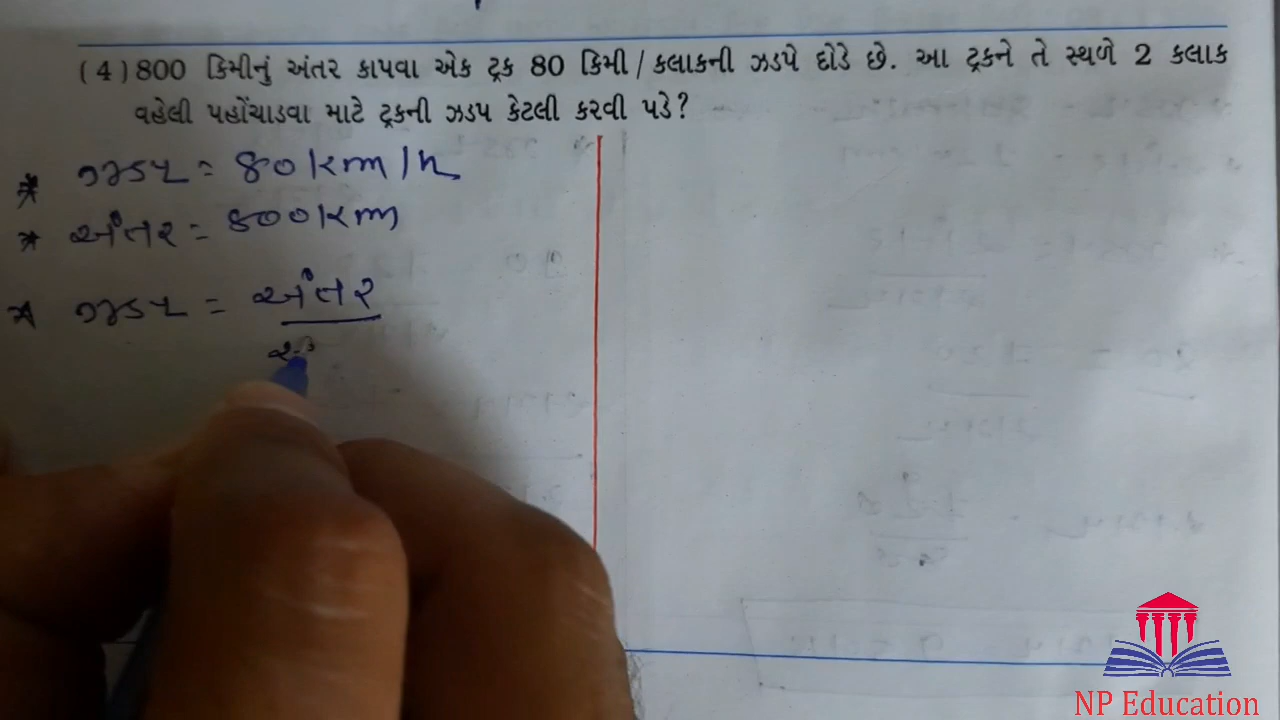 (4) 800 કિમીનું અંતર કાપવા એક ટ્રક 80 કિમી / કલાકની ઝડપે દોડે છે. આ ટ્રકને તે સ્થળે 2 કલાક
વહેલી પહોંચાડવા માટે ટ્રકની ઝડપ કેટલી કરવી પડે?
* ઝડપ = 80 km/h
* અંતર = 800 km
* ઝડપ = અંતર
NP Education